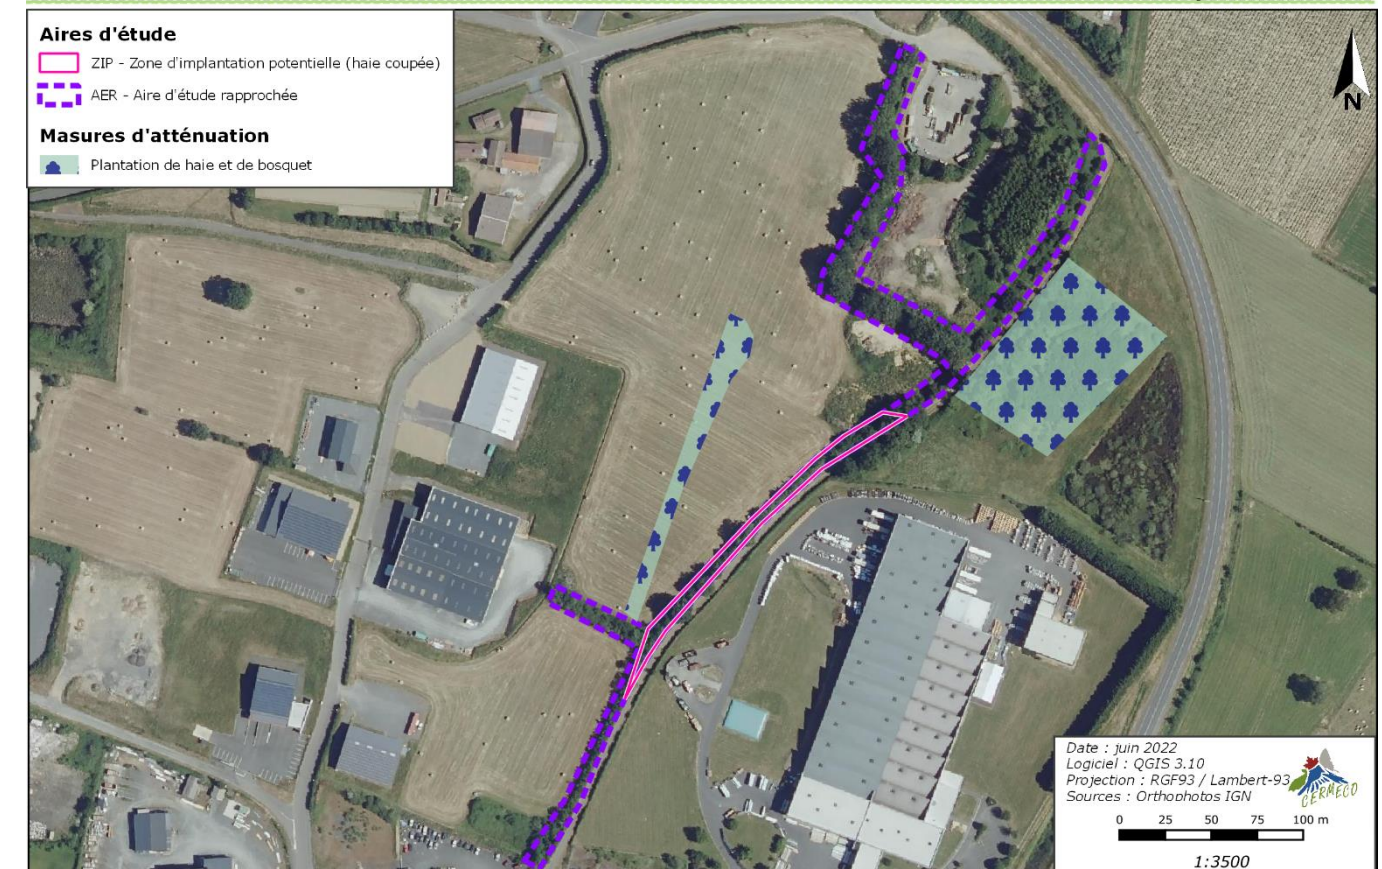 Aires d'étude
ZIP - Zone d'implantation potentielle (haie coupée)
AER - Aire d'étude rapprochée
Masures d'atténuation
Plantation de haie et de bosquet
N
Date : juin 2022
Logiciel : QGIS 3.10
Projection : RGF93 / Lambert-93
Sources : Orthophotos IGN
CERMECO
0 25 50 75 100 m
1:3500